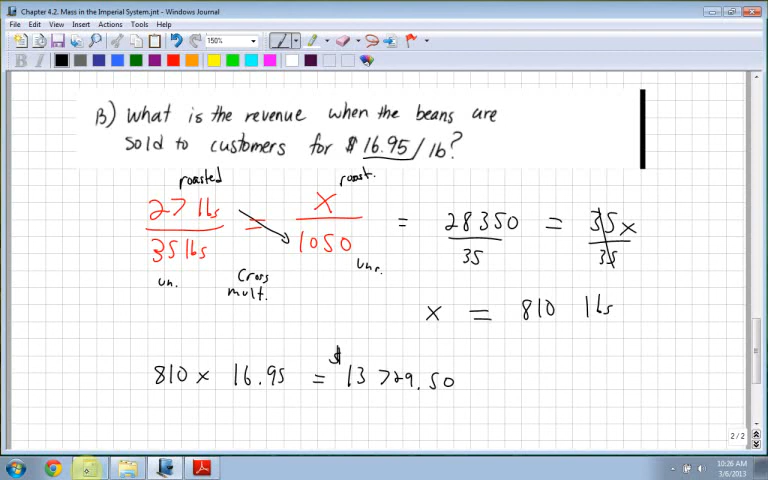 Chapter 4.2. Mass in the Imperial System.jnt - Windows Journal
File Edit View Insert Actions Tools Help
150%
B I
B) What is the revenue when the beans are
sold to customers for $ 16.95 / lb?
roasted roast.
27 lbs = X = 28350 = 35x
35 lbs 1050 35 35
un. Cross unr.
mult.
x = 810 lbs
810 × 16.95 = $ 13 729.50
2 / 2
10:26 AM
3/6/2013